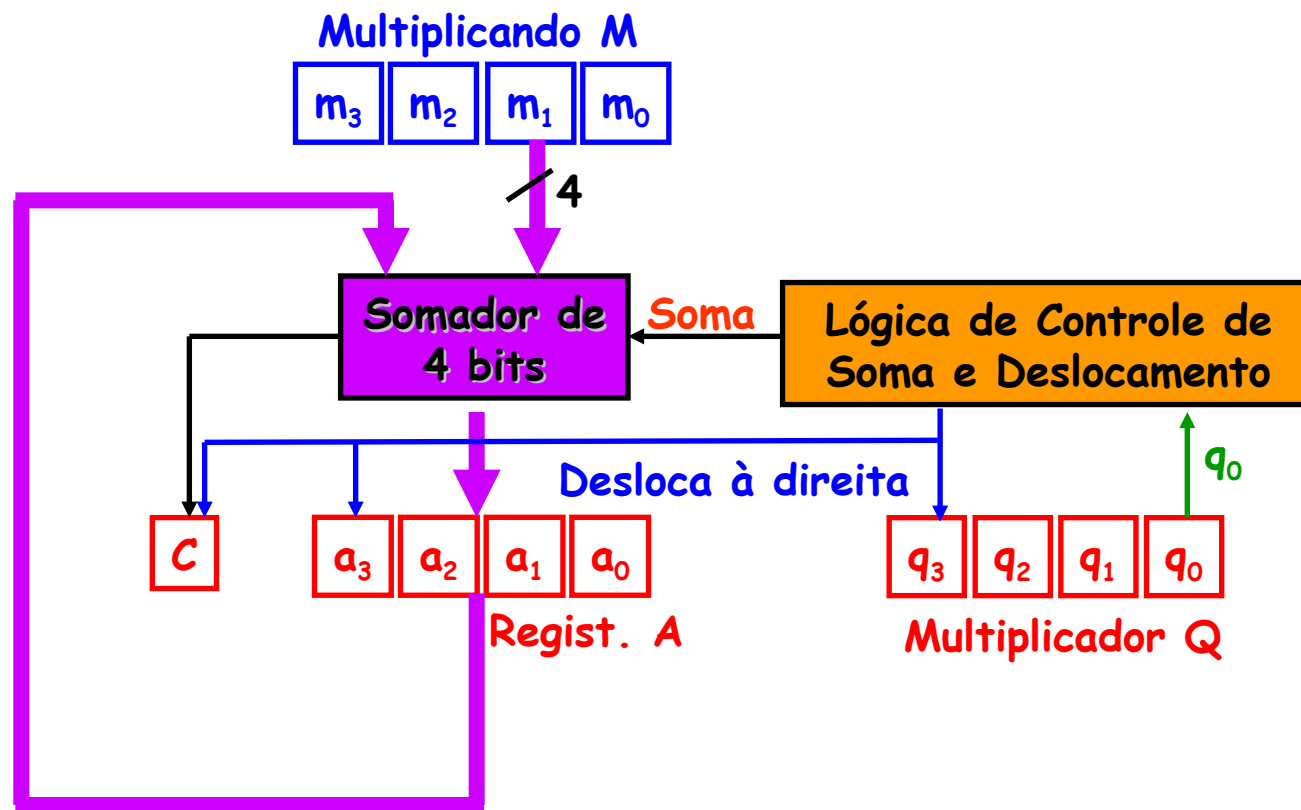 Multiplicando M
m₃ m₂ m₁ m₀
4
Somador de
4 bits
Soma
Lógica de Controle de
Soma e Deslocamento
q₀
Desloca à direita
C
a₃ a₂ a₁ a₀
q₃ q₂ q₁ q₀
Regist. A
Multiplicador Q